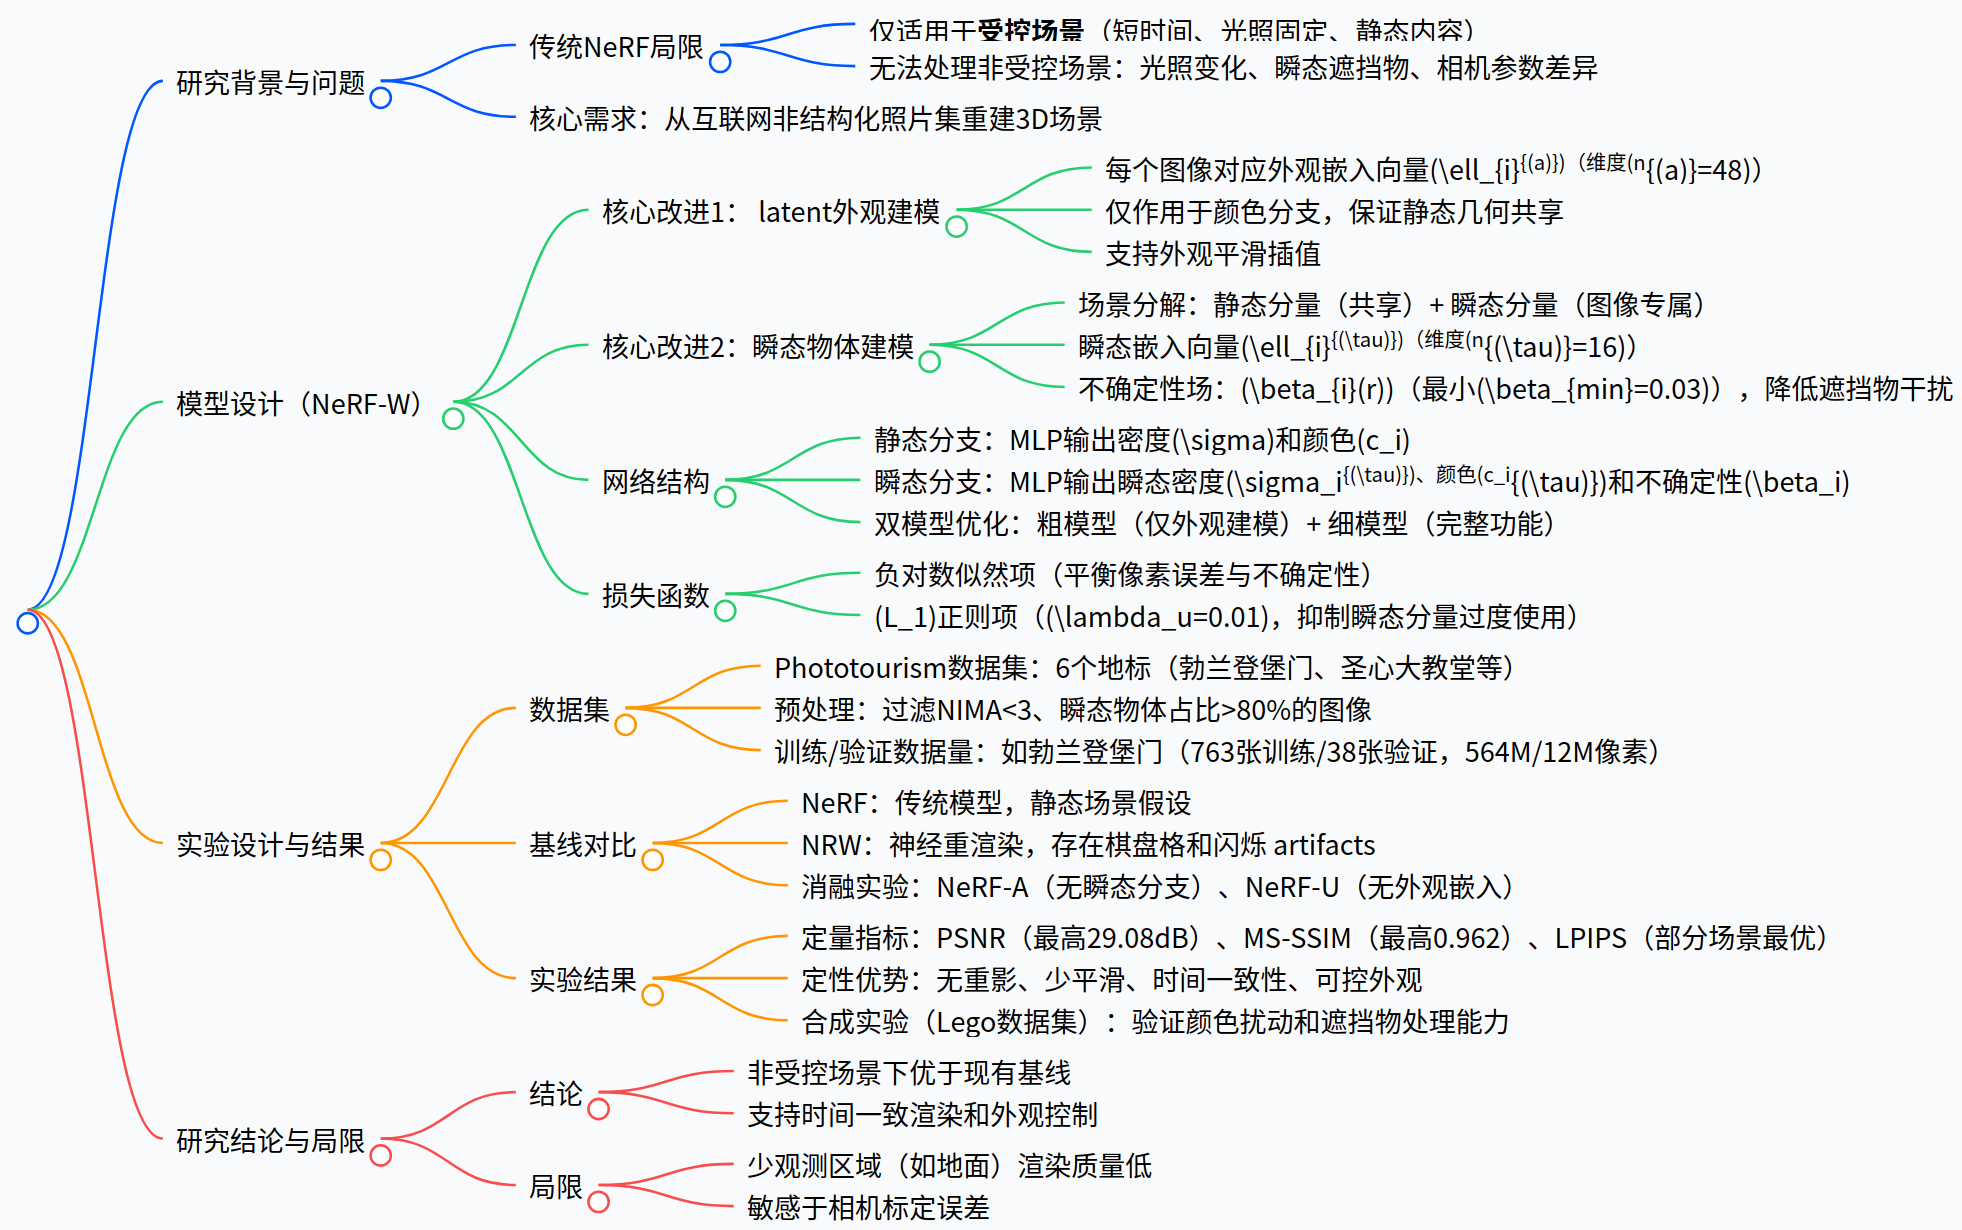 研究背景与问题
传统NeRF局限
仅适用于受控场景（短时间、光照固定、静态内容）
无法处理非受控场景：光照变化、瞬态遮挡物、相机参数差异
核心需求：从互联网非结构化照片集重建3D场景
模型设计（NeRF-W）
核心改进1： latent外观建模
每个图像对应外观嵌入向量(\ell_{i}{(a)})（维度(n{(a)}=48)）
仅作用于颜色分支，保证静态几何共享
支持外观平滑插值
核心改进2：瞬态物体建模
场景分解：静态分量（共享）+ 瞬态分量（图像专属）
瞬态嵌入向量(\ell_{i}{(\tau)})（维度(n{(\tau)}=16)）
不确定性场：(\beta_{i}(r))（最小(\beta_{min}=0.03)），降低遮挡物干扰
网络结构
静态分支：MLP输出密度(\sigma)和颜色(c_i)
瞬态分支：MLP输出瞬态密度(\sigma_i{(\tau)})、颜色(c_i{(\tau)})和不确定性(\beta_i)
双模型优化：粗模型（仅外观建模）+ 细模型（完整功能）
损失函数
负对数似然项（平衡像素误差与不确定性）
(L_1)正则项（(\lambda_u=0.01)，抑制瞬态分量过度使用）
实验设计与结果
数据集
Phototourism数据集：6个地标（勃兰登堡门、圣心大教堂等）
预处理：过滤NIMA<3、瞬态物体占比>80%的图像
训练/验证数据量：如勃兰登堡门（763张训练/38张验证，564M/12M像素）
基线对比
NeRF：传统模型，静态场景假设
NRW：神经重渲染，存在棋盘格和闪烁 artifacts
消融实验：NeRF-A（无瞬态分支）、NeRF-U（无外观嵌入）
实验结果
定量指标：PSNR（最高29.08dB）、MS-SSIM（最高0.962）、LPIPS（部分场景最优）
定性优势：无重影、少平滑、时间一致性、可控外观
合成实验（Lego数据集）：验证颜色扰动和遮挡物处理能力
研究结论与局限
结论
非受控场景下优于现有基线
支持时间一致渲染和外观控制
局限
少观测区域（如地面）渲染质量低
敏感于相机标定误差